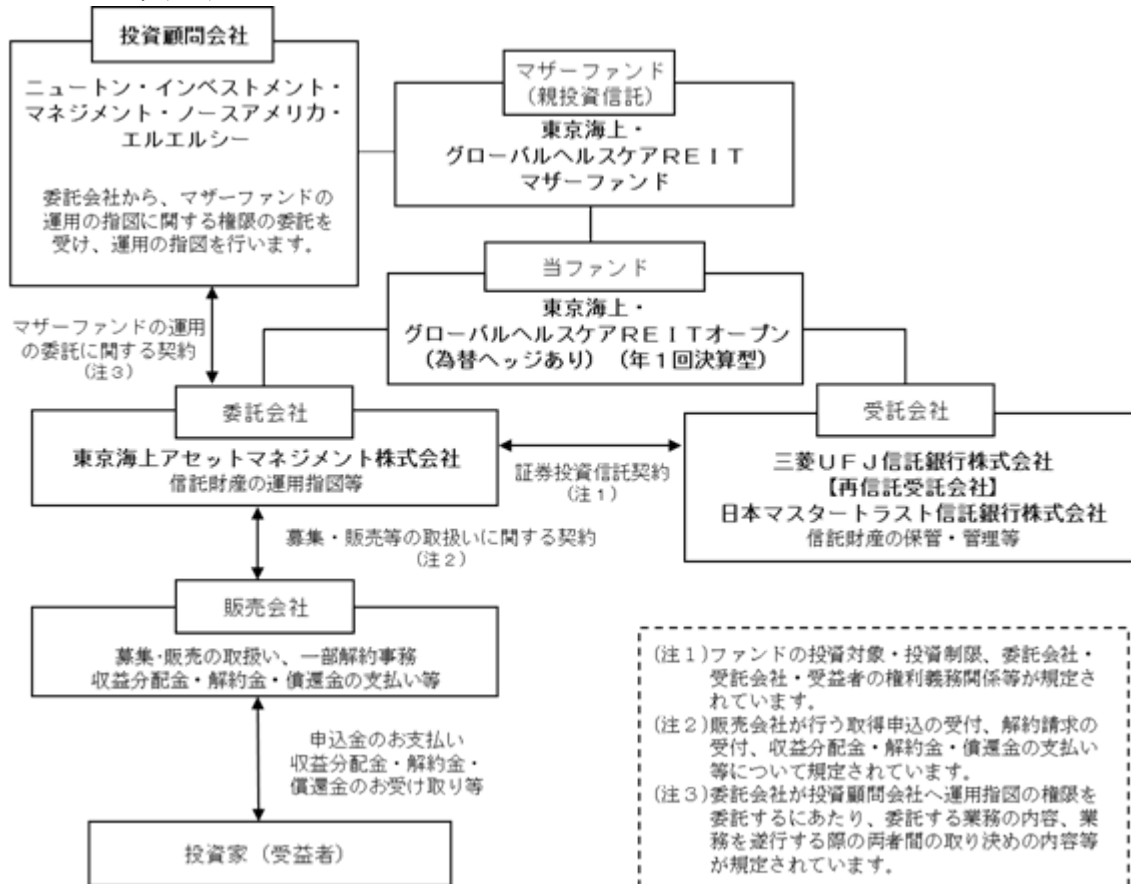 投資顧問会社
ニュートン・インベストメント・
マネジメント・ノースアメリカ・
エルエルシー
委託会社から、マザーファンドの
運用の指図に関する権限の委託を
受け、運用の指図を行います。
マザーファンド
(親投資信託)
東京海上・
グローバルヘルスケアＲＥＩＴ
マザーファンド
当ファンド
東京海上・
グローバルヘルスケアＲＥＩＴオープン
(為替ヘッジあり) (年１回決算型)
マザーファンドの運用
の委託に関する契約
(注３)
委託会社
東京海上アセットマネジメント株式会社
信託財産の運用指図等
証券投資信託契約
(注１)
受託会社
三菱ＵＦＪ信託銀行株式会社
【再信託受託会社】
日本マスタートラスト信託銀行株式会社
信託財産の保管・管理等
募集・販売等の取扱いに関する契約
(注２)
販売会社
募集・販売の取扱い、一部解約事務
収益分配金・解約金・償還金の支払い等
申込金のお支払い
収益分配金・解約金・
償還金のお受け取り等
投資家（受益者）
(注１)ファンドの投資対象・投資制限、委託会社・
受託会社・受益者の権利義務関係等が規定さ
れています。
(注２)販売会社が行う取得申込の受付、解約請求の
受付、収益分配金・解約金・償還金の支払い
等について規定されています。
(注３)委託会社が投資顧問会社へ運用指図の権限を
委託するにあたり、委託する業務の内容、業
務を遂行する際の両者間の取り決めの内容等
が規定されています。